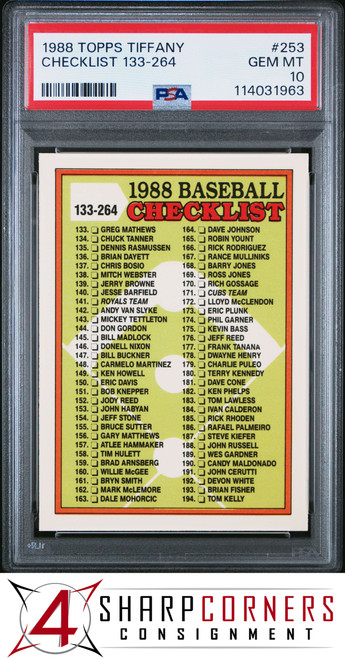 1988 TOPPS TIFFANY #253
CHECKLIST 133-264 GEM MT
10
PSA 114031963
1988 BASEBALL
133-264 CHECKLIST
133. GREG MATHEWS
134. CHUCK TANNER
135. DENNIS RASMUSSEN
136. BRIAN DAYETT
137. CHRIS BOSIO
138. MITCH WEBSTER
139. JERRY BROWNE
140. JESSE BARFIELD
141. ROYALS TEAM
142. ANDY VAN SLYKE
143. MICKEY TETTLETON
144. DON GORDON
145. BILL MADLOCK
146. DONELL NIXON
147. BILL BUCKNER
148. CARMELO MARTINEZ
149. KEN HOWELL
150. ERIC DAVIS
151. BOB KNEPPER
152. JODY REED
153. JOHN HABYAN
154. JEFF STONE
155. BRUCE SUTTER
156. GARY MATTHEWS
157. ATLEE HAMMAKER
158. TIM HULETT
159. BRAD ARNSBERG
160. WILLIE McGEE
161. BRYN SMITH
162. MARK McLEMORE
163. DALE MOHORCIC
164. DAVE JOHNSON
165. ROBIN YOUNT
166. RICK RODRIGUEZ
167. RANCE MULLINIKS
168. BARRY JONES
169. ROSS JONES
170. RICH GOSSAGE
171. CUBS TEAM
172. LLOYD McCLENDON
173. ERIC PLUNK
174. PHIL GARNER
175. KEVIN BASS
176. JEFF REED
177. FRANK TANANA
178. DWAYNE HENRY
179. CHARLIE PULEO
180. TERRY KENNEDY
181. DAVE CONE
182. KEN PHELPS
183. TOM LAWLESS
184. IVAN CALDERON
185. RICK RHODEN
186. RAFAEL PALMEIRO
187. STEVE KIEFER
188. JOHN RUSSELL
189. WES GARDNER
190. CANDY MALDONADO
191. JOHN CERUTTI
192. DEVON WHITE
193. BRIAN FISHER
194. TOM KELLY
4 SHARPCORNERS
CONSIGNMENT